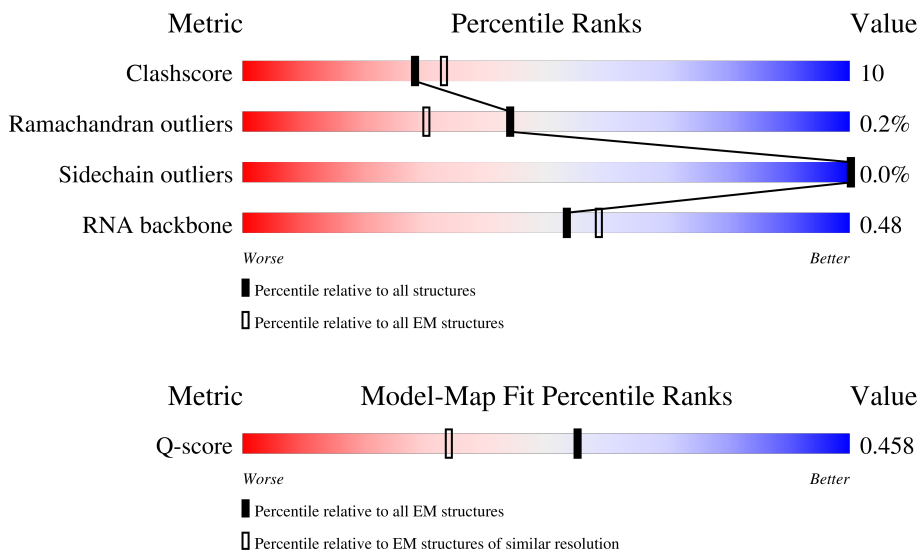 Metric Percentile Ranks Value
Clashscore 10
Ramachandran outliers 0.2%
Sidechain outliers 0.0%
RNA backbone 0.48
Worse Better
Percentile relative to all structures
Percentile relative to all EM structures
Metric Model-Map Fit Percentile Ranks Value
Q-score 0.458
Worse Better
Percentile relative to all EM structures
Percentile relative to EM structures of similar resolution